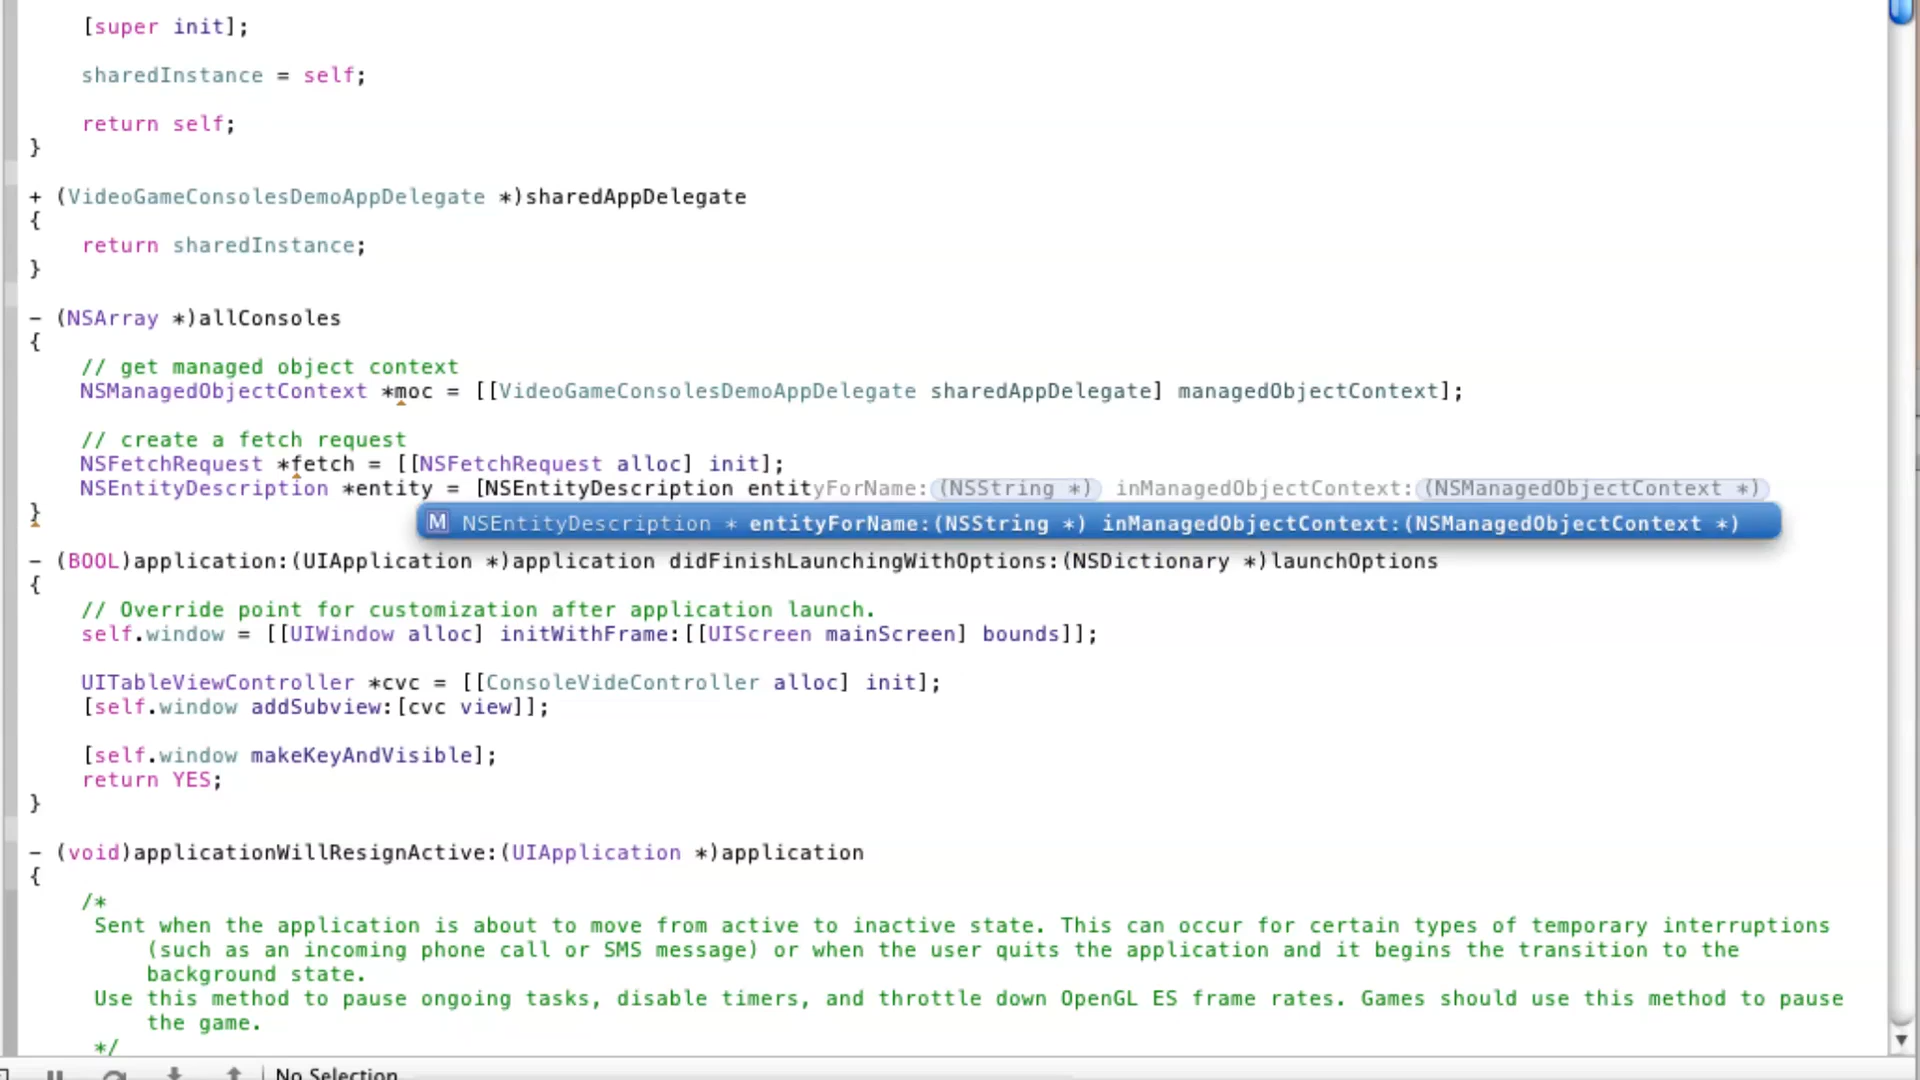 [super init];
sharedInstance = self;
return self;
}
+ (VideoGameConsolesDemoAppDelegate *)sharedAppDelegate
{
return sharedInstance;
}
- (NSArray *)allConsoles
{
// get managed object context
NSManagedObjectContext *moc = [[VideoGameConsolesDemoAppDelegate sharedAppDelegate] managedObjectContext];
// create a fetch request
NSFetchRequest *fetch = [[NSFetchRequest alloc] init];
NSEntityDescription *entity = [NSEntityDescription entityForName:(NSString *) inManagedObjectContext:(NSManagedObjectContext *)
}
M NSEntityDescription * entityForName:(NSString *) inManagedObjectContext:(NSManagedObjectContext *)
- (BOOL)application:(UIApplication *)application didFinishLaunchingWithOptions:(NSDictionary *)launchOptions
{
// Override point for customization after application launch.
self.window = [[UIWindow alloc] initWithFrame:[[UIScreen mainScreen] bounds]];
UITableViewController *cvc = [[ConsoleVideController alloc] init];
[self.window addSubview:[cvc view]];
[self.window makeKeyAndVisible];
return YES;
}
- (void)applicationWillResignActive:(UIApplication *)application
{
/*
Sent when the application is about to move from active to inactive state. This can occur for certain types of temporary interruptions
(such as an incoming phone call or SMS message) or when the user quits the application and it begins the transition to the
background state.
Use this method to pause ongoing tasks, disable timers, and throttle down OpenGL ES frame rates. Games should use this method to pause
the game.
*/
No Selection